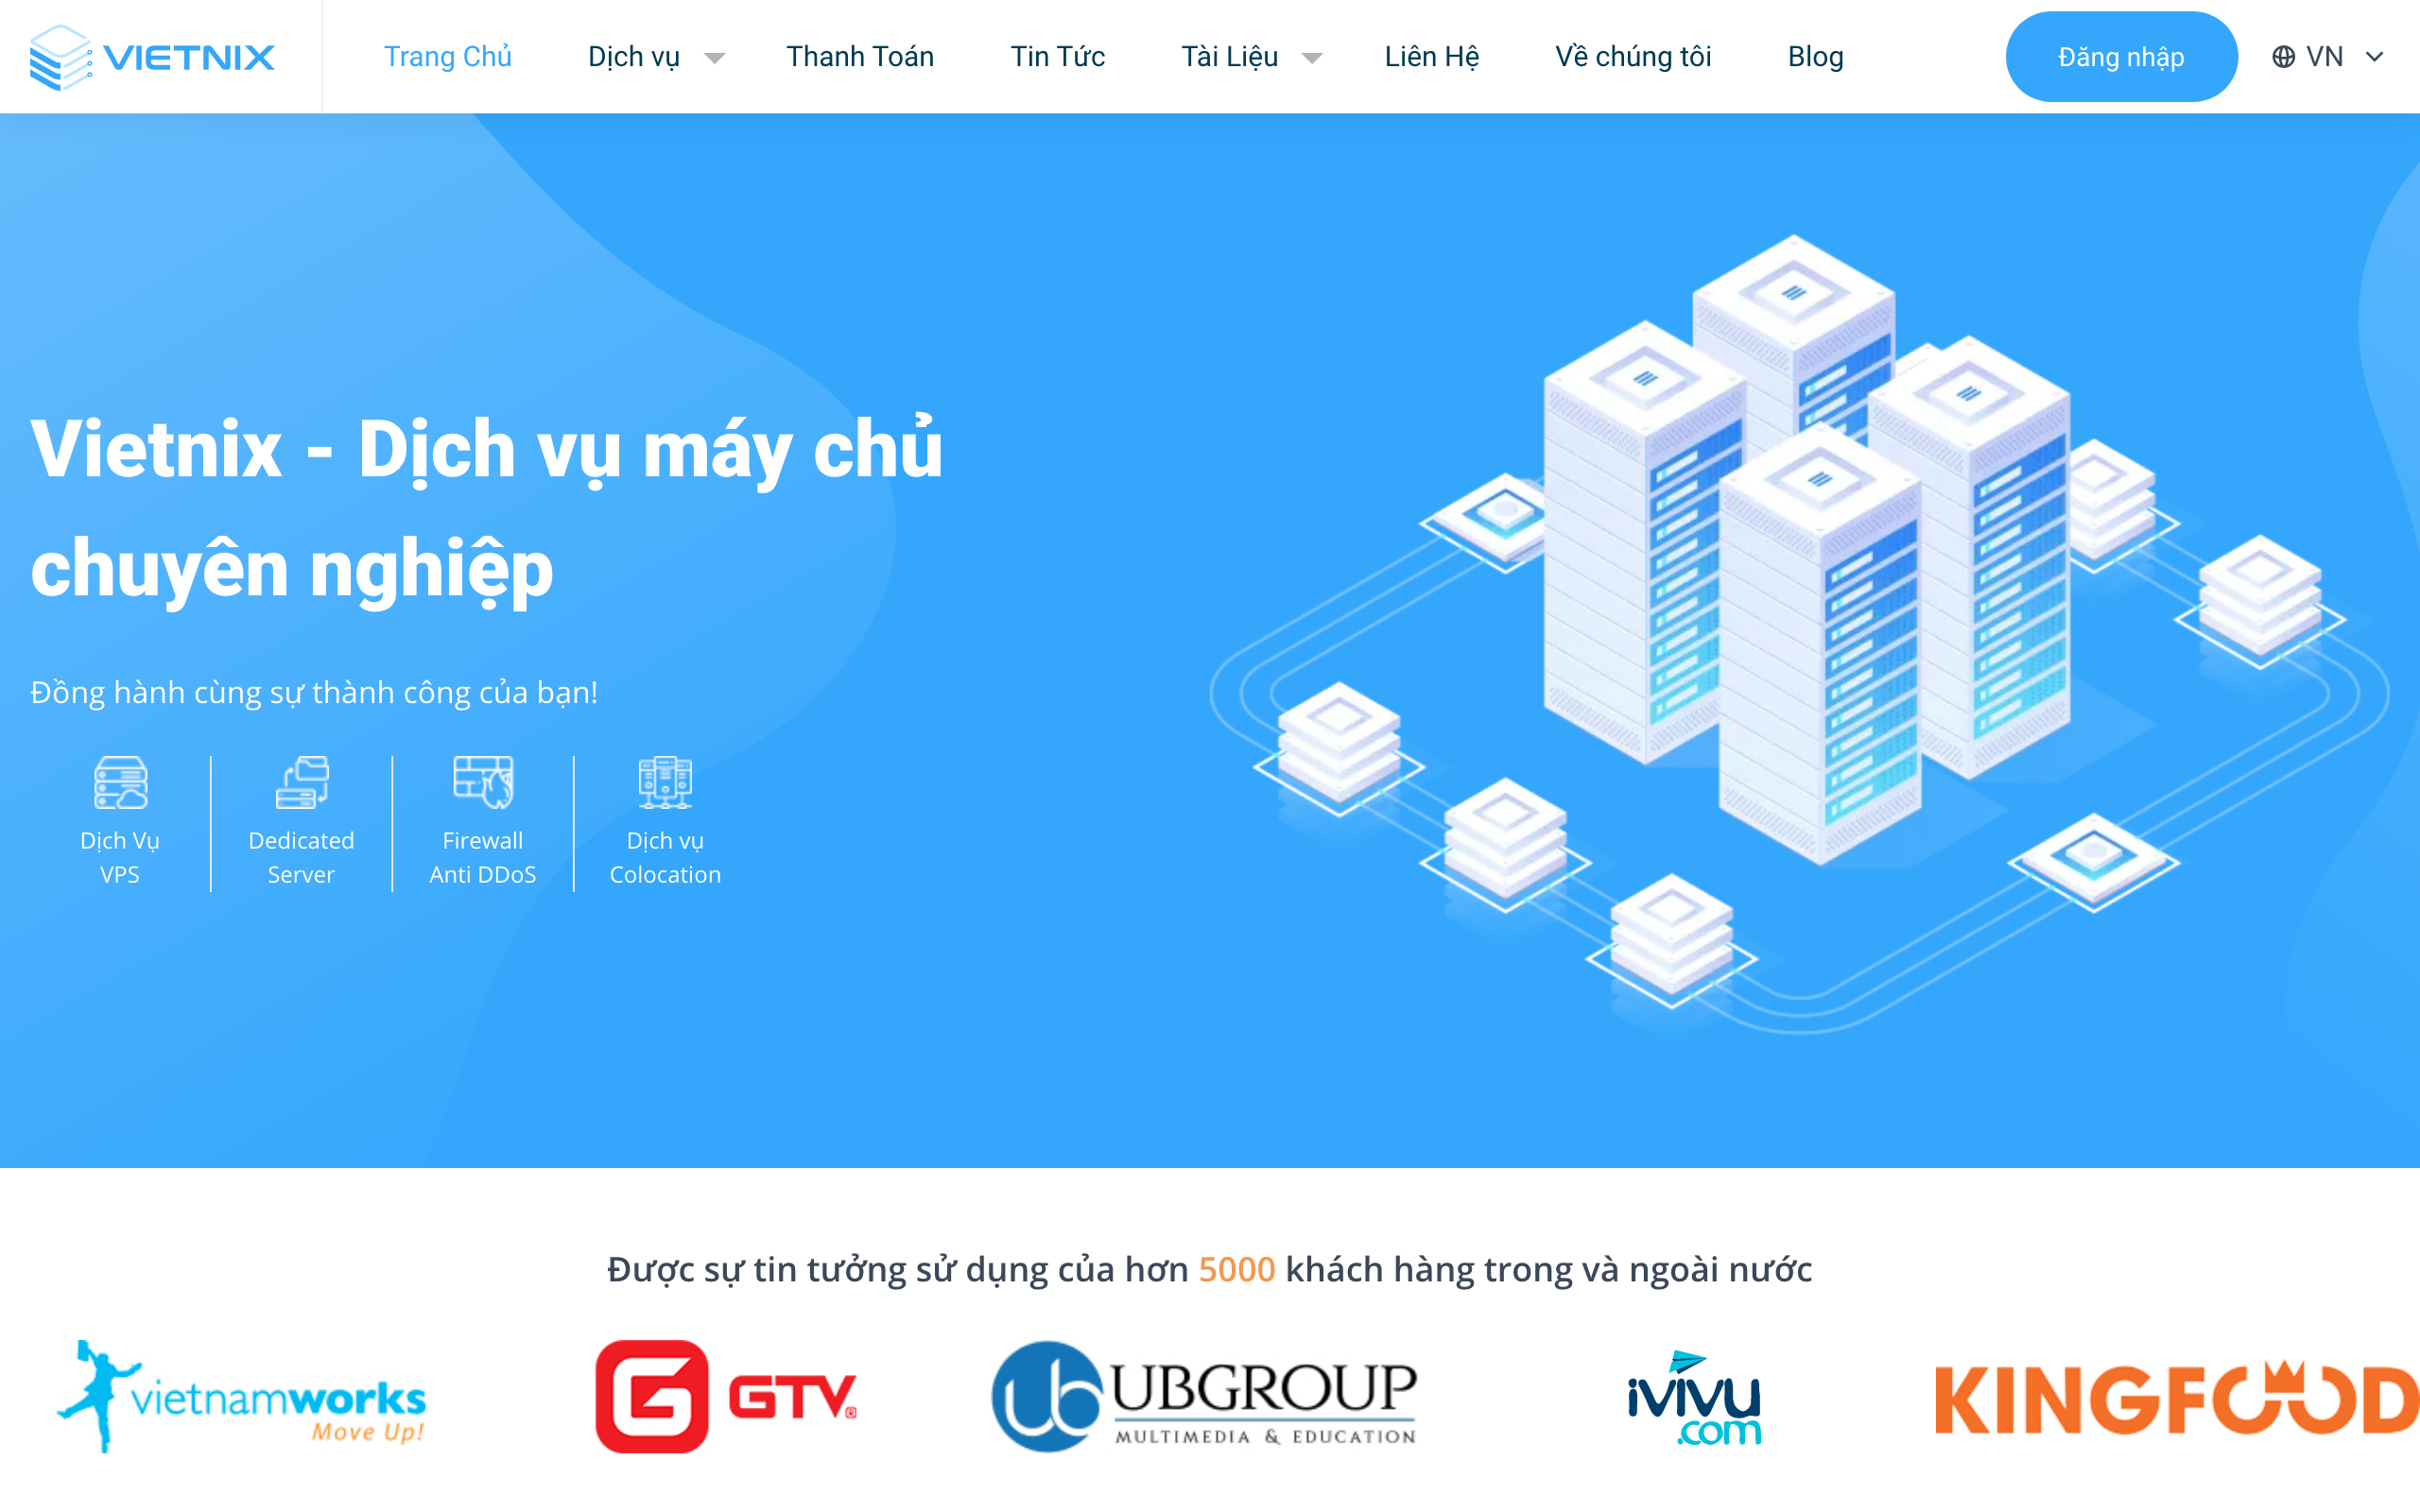 VIETNIX
Trang Chủ
Dịch vụ
Thanh Toán
Tin Tức
Tài Liệu
Liên Hệ
Về chúng tôi
Blog
Đăng nhập
VN
Vietnix - Dịch vụ máy chủ
chuyên nghiệp
Đồng hành cùng sự thành công của bạn!
Dịch Vụ
VPS
Dedicated
Server
Firewall
Anti DDoS
Dịch vụ
Colocation
Được sự tin tưởng sử dụng của hơn 5000 khách hàng trong và ngoài nước
vietnamworks
Move Up!
G GTV
ub UBGROUP
MULTIMEDIA & EDUCATION
iVIVU
.com
KINGFOOD